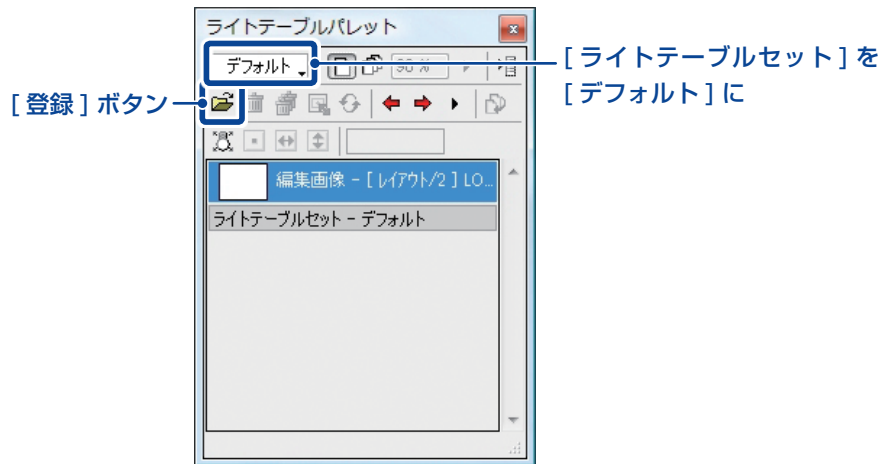 ライトテーブルパレット
デフォルト
[ ライトテーブルセット ] を
[ デフォルト ] に
[ 登録 ] ボタン
編集画像 - [ レイアウト/2 ] LO...
ライトテーブルセット - デフォルト